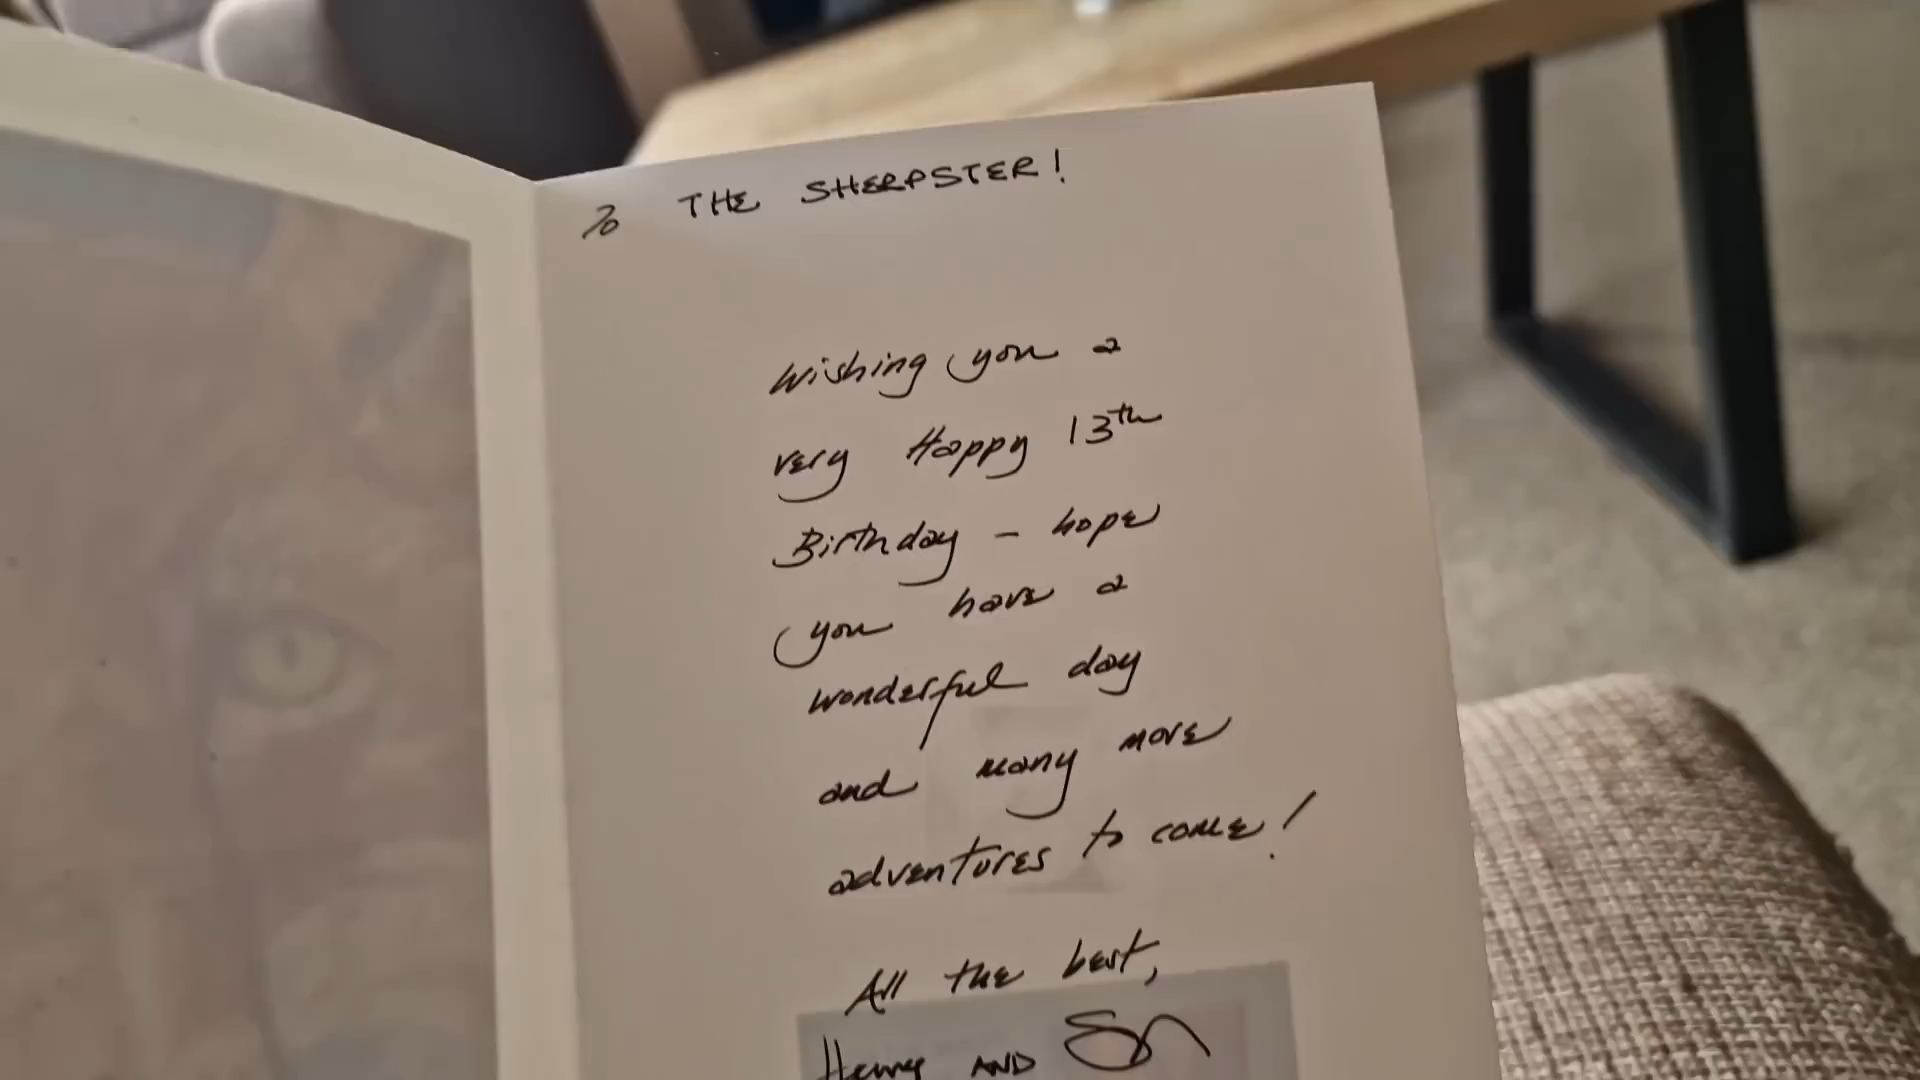 To THE SHERPSTER!
Wishing you a
very Happy 13th
Birthday - hope
you have a
wonderful day
and many more
adventures to come!
All the best,
AND